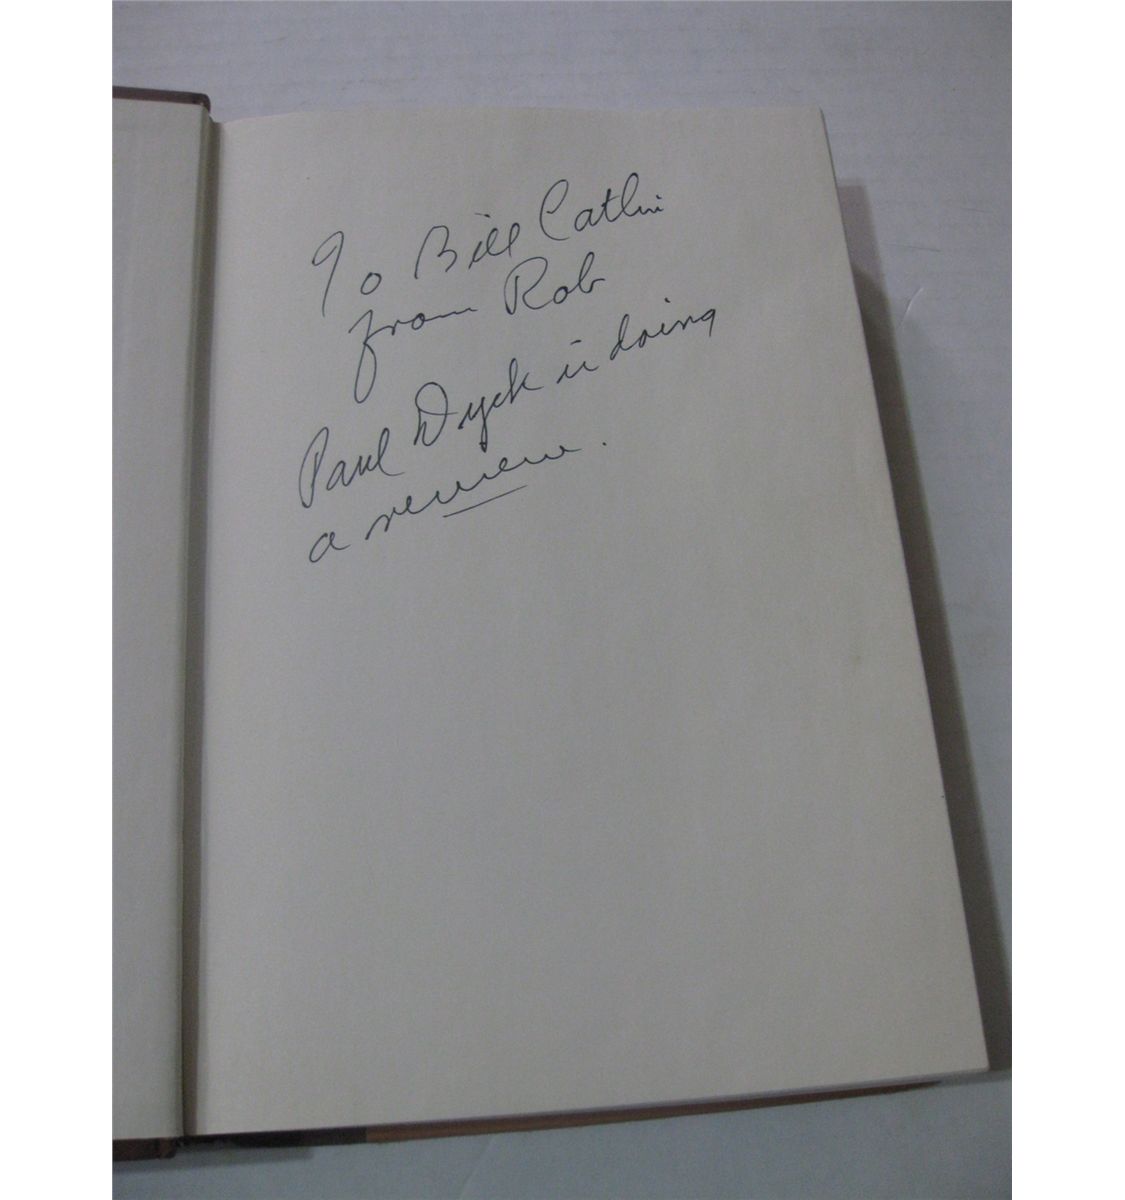 To Bill Catlin
from Rob
Paul Dyck is doing
a review.